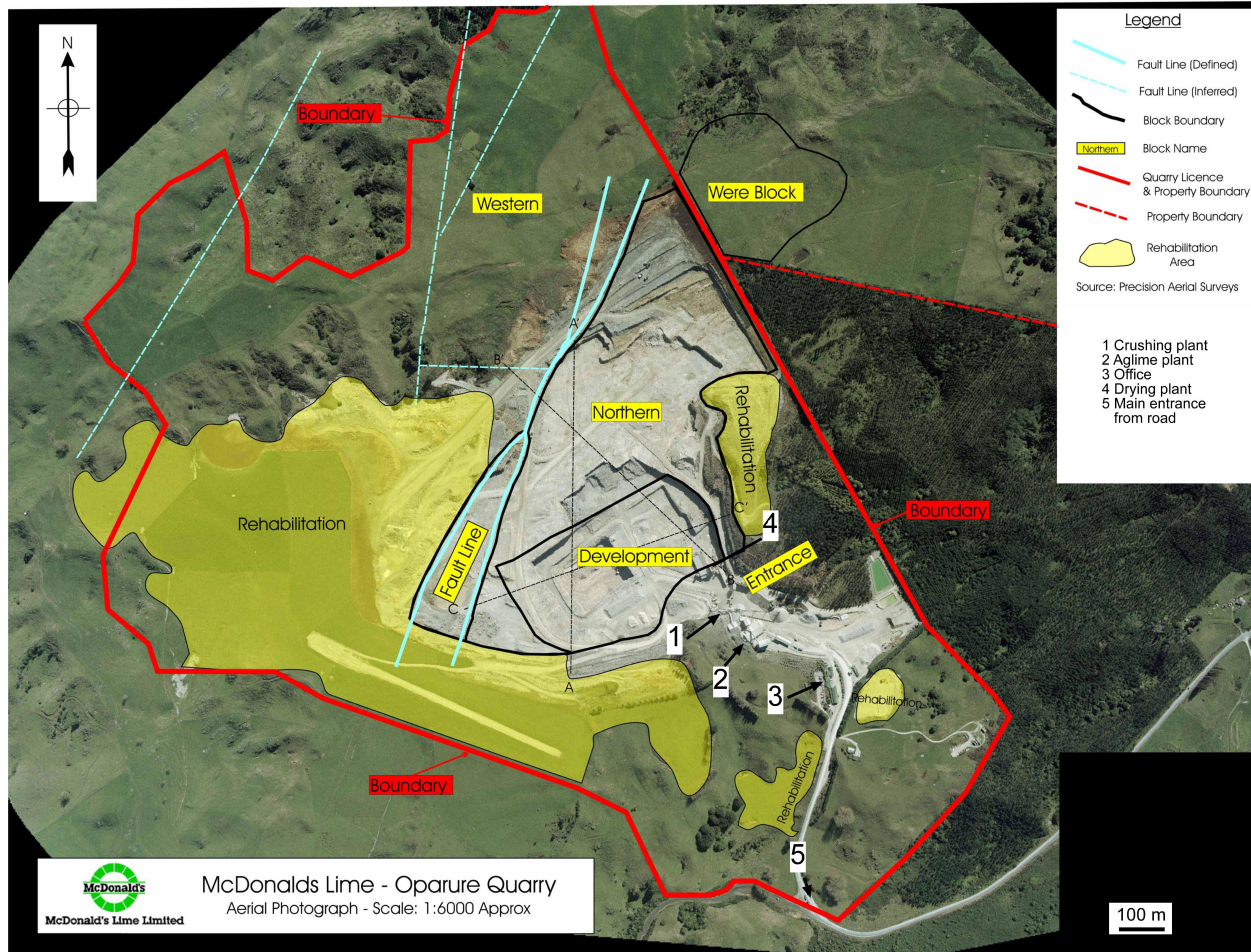 N
Boundary
Western
Were Block
Legend
Fault Line (Defined)
Fault Line (Inferred)
Block Boundary
Northern
Block Name
Quarry Licence
& Property Boundary
Property Boundary
Rehabilitation
Area
Source: Precision Aerial Surveys
1 Crushing plant
2 Aglime plant
3 Office
4 Drying plant
5 Main entrance
from road
A'
B'
Northern
Rehabilitation
Rehabilitation
C'
4
Boundary
Fault Line
Development
Entrance
B
C
1
2
3
A
Rehabilitation
Rehabilitation
Boundary
5
McDonald's
McDonald's Lime Limited
McDonalds Lime - Oparure Quarry
Aerial Photograph - Scale: 1:6000 Approx
100 m